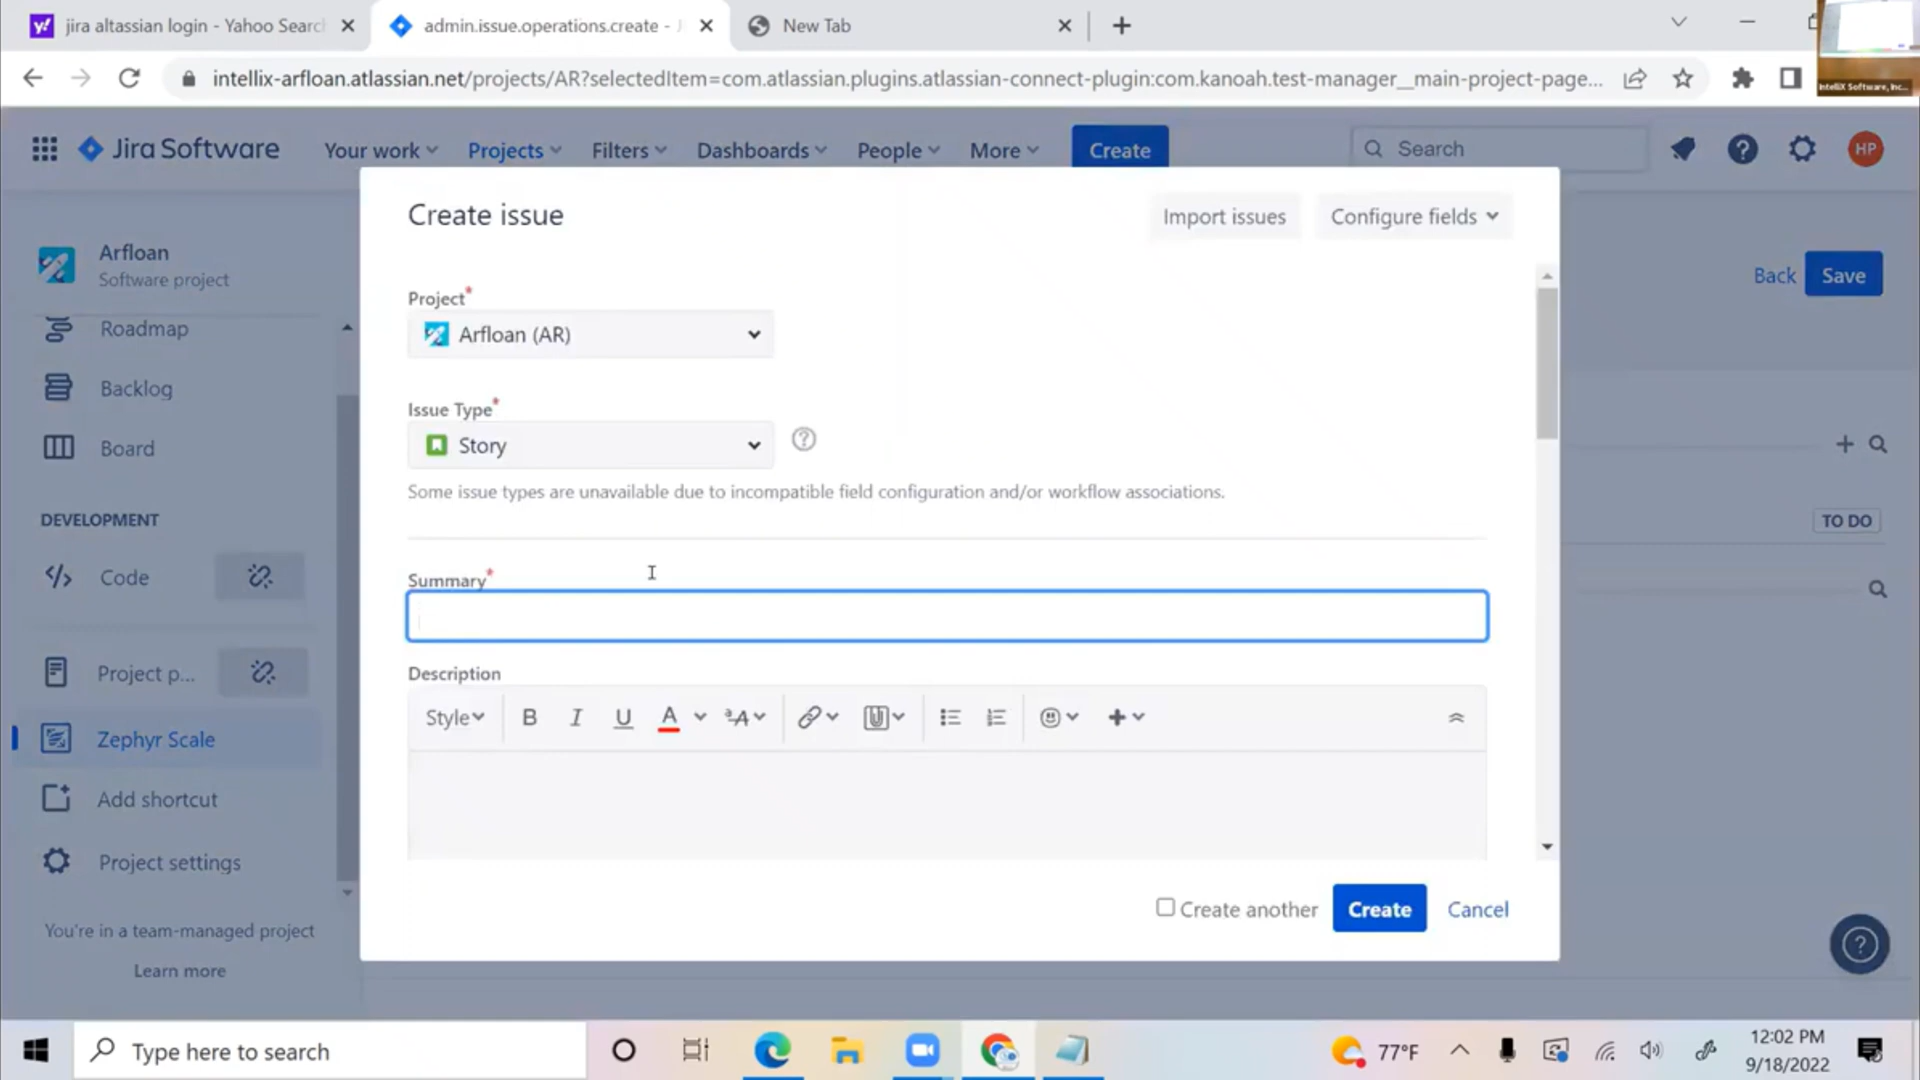 jira altassian login - Yahoo Searc
admin.issue.operations.create - J
New Tab
intellix-arfloan.atlassian.net/projects/AR?selectedItem=com.atlassian.plugins.atlassian-connect-plugin:com.kanoah.test-manager__main-project-page...
IntelliX Software, Inc...
Jira Software
Your work
Projects
Filters
Dashboards
People
More
Create
Search
HP
Arfloan
Software project
Roadmap
Backlog
Board
DEVELOPMENT
Code
Project p...
Zephyr Scale
Add shortcut
Project settings
You're in a team-managed project
Learn more
Create issue
Import issues
Configure fields
Project*
Arfloan (AR)
Issue Type*
Story
Some issue types are unavailable due to incompatible field configuration and/or workflow associations.
Summary*
Description
Style
B I U A
Create another
Create
Cancel
Back
Save
TO DO
Type here to search
77°F
12:02 PM
9/18/2022